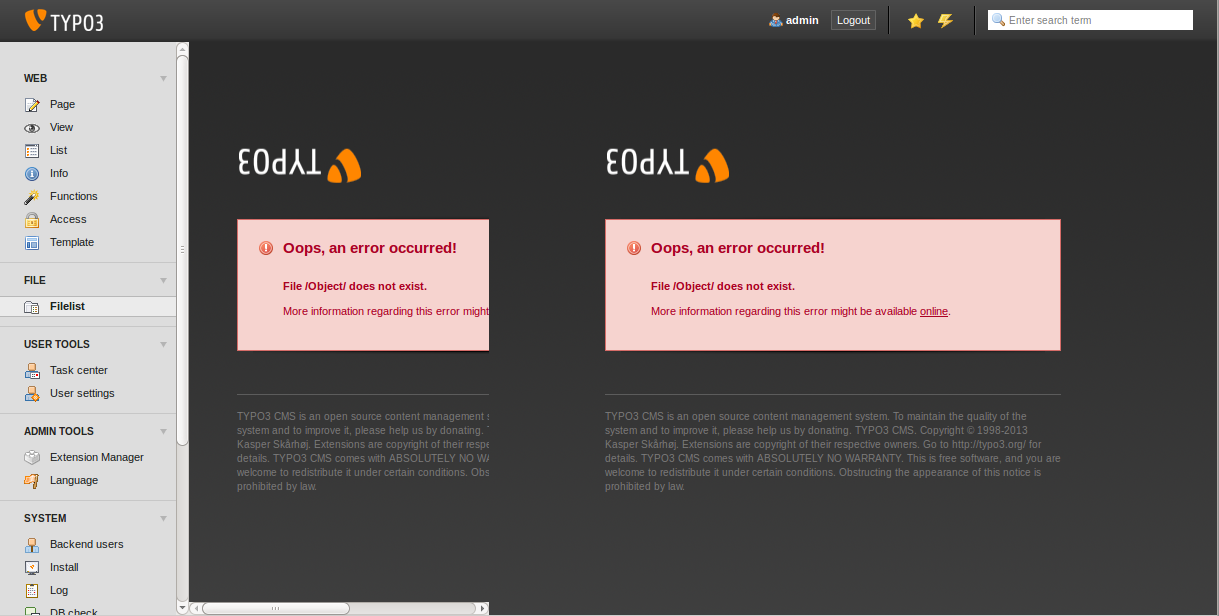 TYPO3
admin
Logout
Enter search term
WEB
Page
View
List
Info
Functions
Access
Template
FILE
Filelist
USER TOOLS
Task center
User settings
ADMIN TOOLS
Extension Manager
Language
SYSTEM
Backend users
Install
Log
DB check
TYPO3
Oops, an error occurred!
File /Object/ does not exist.
More information regarding this error might
TYPO3 CMS is an open source content management
system and to improve it, please help us by donating.
Kasper Skårhøj. Extensions are copyright of their
details. TYPO3 CMS comes with ABSOLUTELY NO
welcome to redistribute it under certain conditions.
prohibited by law.
TYPO3
Oops, an error occurred!
File /Object/ does not exist.
More information regarding this error might be available online.
TYPO3 CMS is an open source content management system. To maintain the quality of the
system and to improve it, please help us by donating. TYPO3 CMS. Copyright © 1998-2013
Kasper Skårhøj. Extensions are copyright of their respective owners. Go to http://typo3.org/ for
details. TYPO3 CMS comes with ABSOLUTELY NO WARRANTY. This is free software, and you are
welcome to redistribute it under certain conditions. Obstructing the appearance of this notice is
prohibited by law.